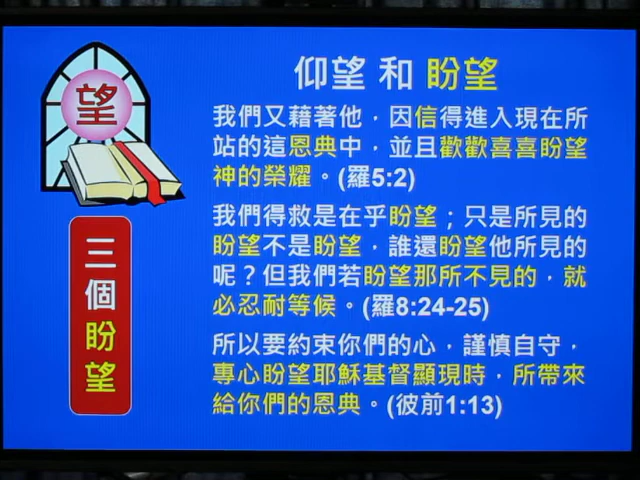 望
三個盼望
仰望 和 盼望
我們又藉著他，因信得進入現在所
站的這恩典中，並且歡歡喜喜盼望
神的榮耀。(羅5:2)
我們得救是在乎盼望；只是所見的
盼望不是盼望，誰還盼望他所見的
呢？但我們若盼望那所不見的，就
必忍耐等候。(羅8:24-25)
所以要約束你們的心，謹慎自守，
專心盼望耶穌基督顯現時，所帶來
給你們的恩典。(彼前1:13)